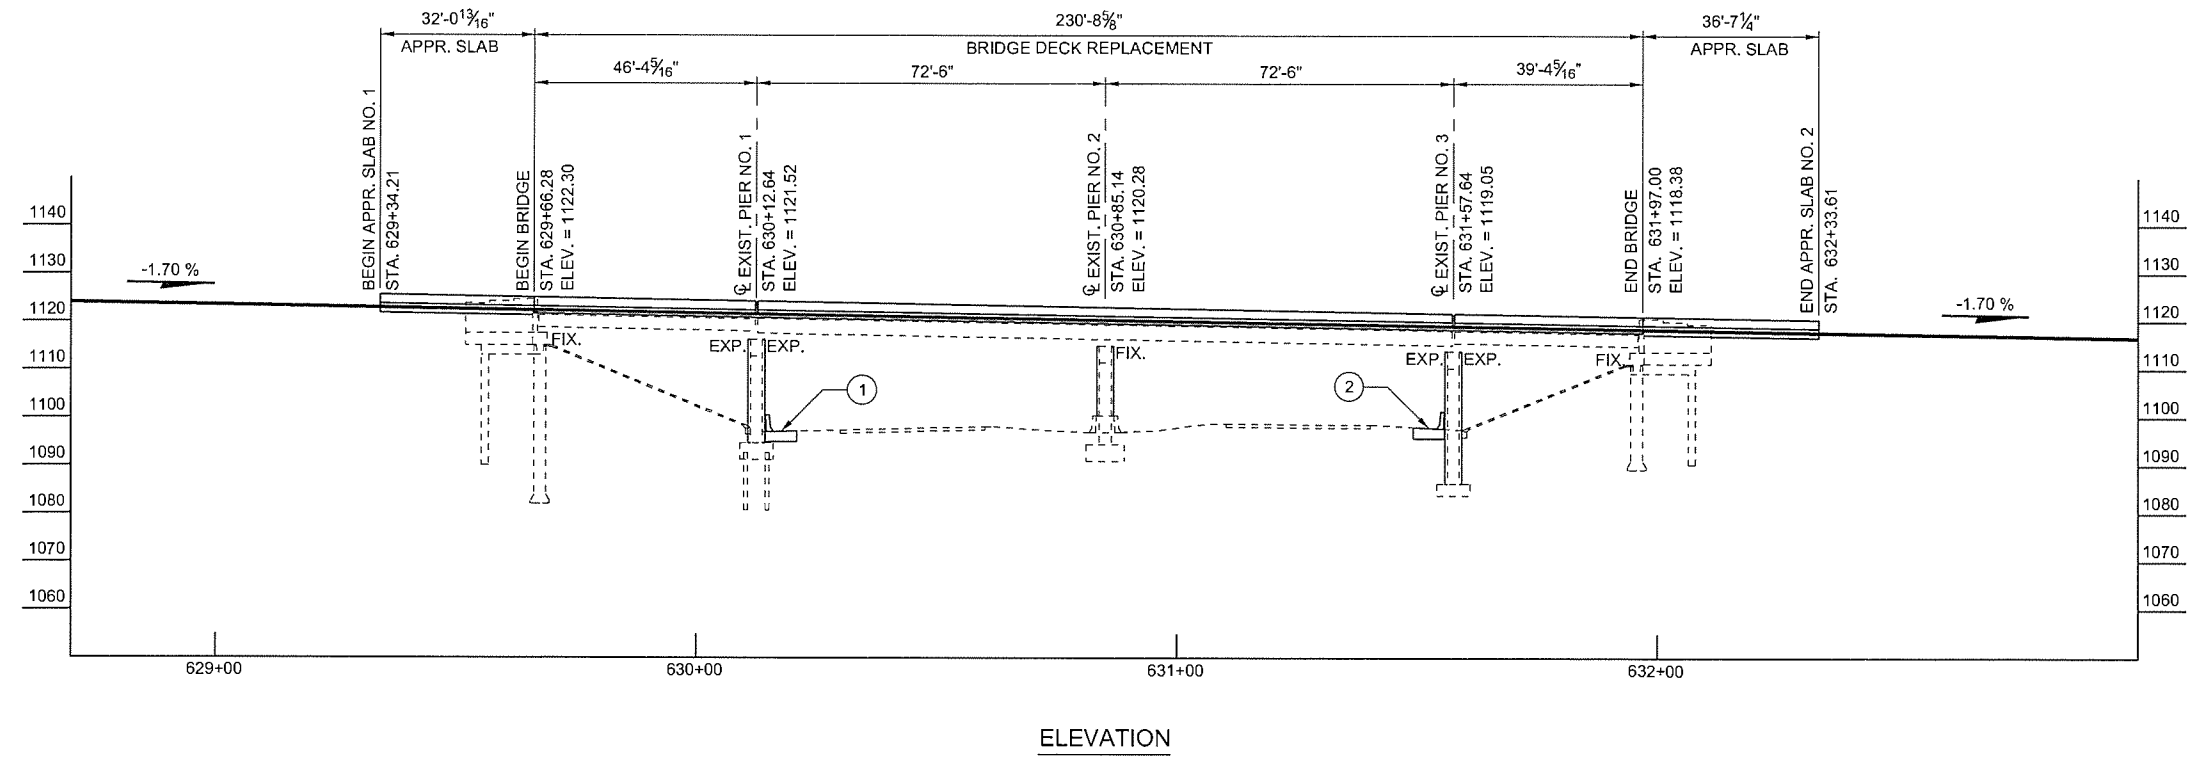 32'-0 13/16"
230'-8 5/8"
36'-7 1/4"
APPR. SLAB
BRIDGE DECK REPLACEMENT
APPR. SLAB
46'-4 5/16"
72'-6"
72'-6"
39'-4 5/16"
BEGIN APPR. SLAB NO. 1
STA. 629+34.21
BEGIN BRIDGE
STA. 629+66.28
ELEV. = 1122.30
℄ EXIST. PIER NO. 1
STA. 630+12.64
ELEV. = 1121.52
℄ EXIST. PIER NO. 2
STA. 630+85.14
ELEV. = 1120.28
℄ EXIST. PIER NO. 3
STA. 631+57.64
ELEV. = 1119.05
END BRIDGE
STA. 631+97.00
ELEV. = 1118.38
END APPR. SLAB NO. 2
STA. 632+33.61
-1.70 %
-1.70 %
1140
1130
1120
1110
1100
1090
1080
1070
1060
1140
1130
1120
1110
1100
1090
1080
1070
1060
FIX.
EXP. EXP.
FIX.
EXP. EXP.
FIX.
1
2
629+00
630+00
631+00
632+00
ELEVATION